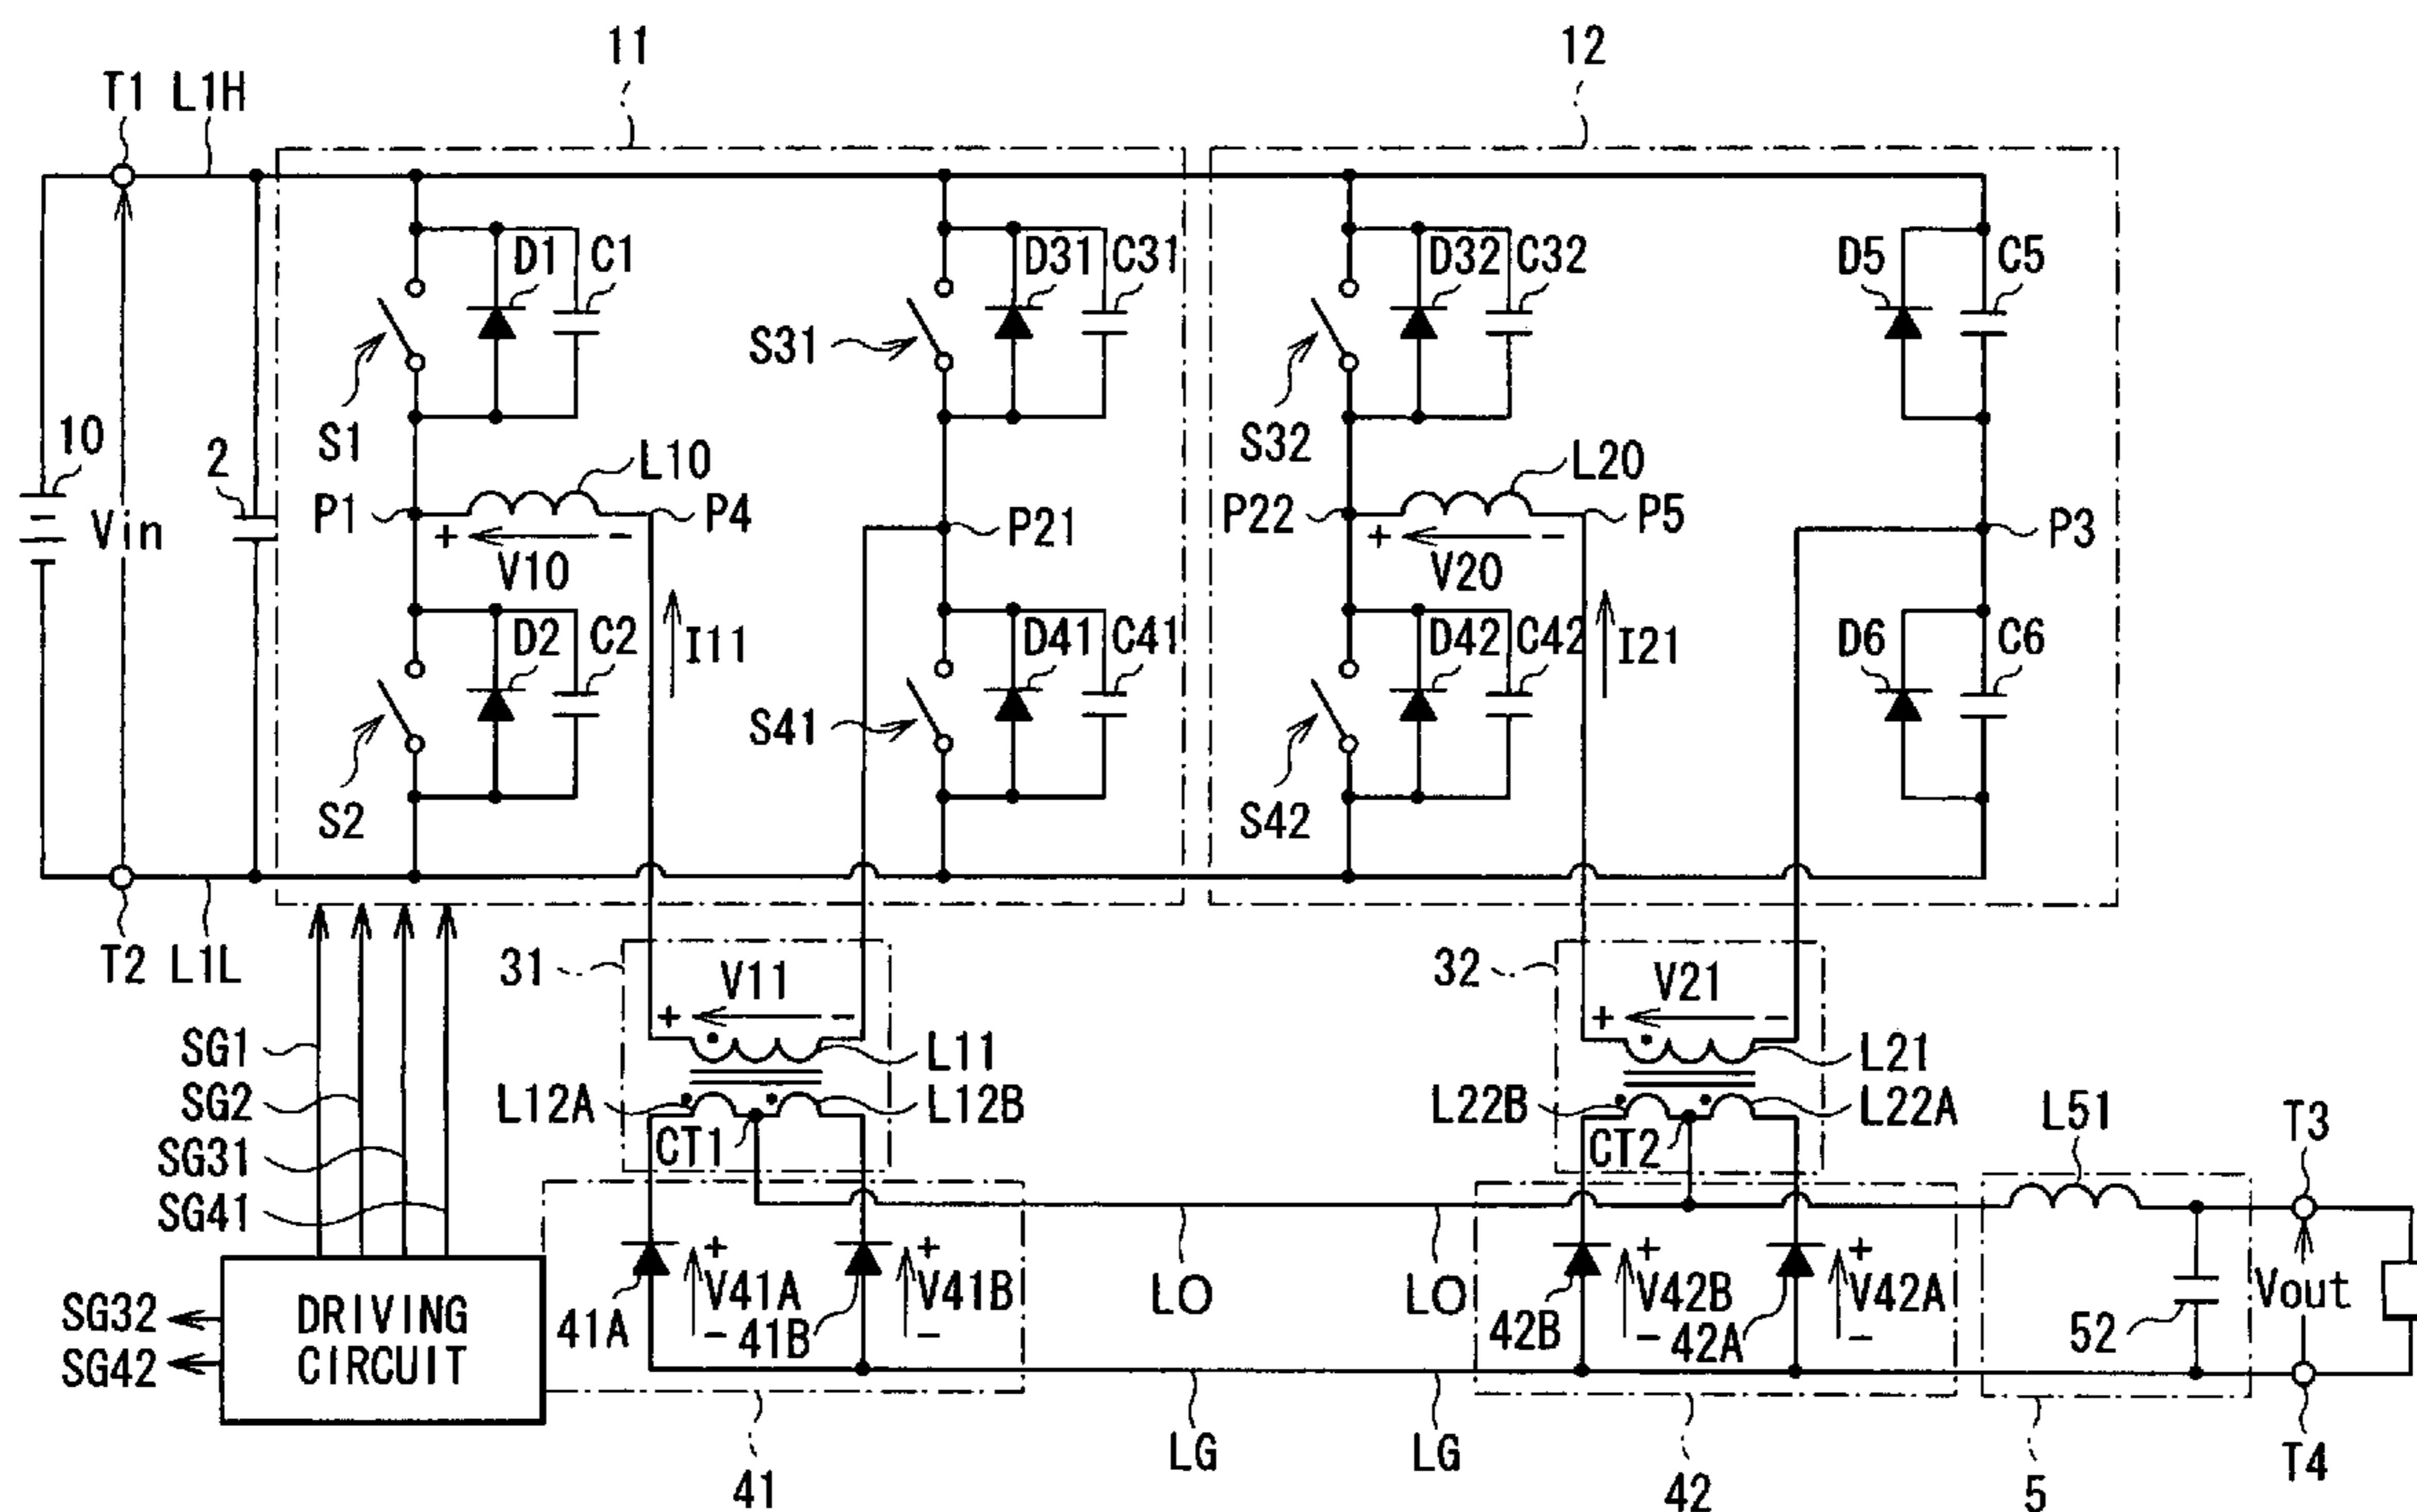 11
12
T1 L1H
D1 C1
D31 C31
D32 C32
D5 C5
S31
S1
S32
10
2
L10
L20
P1
P4
P22
P5
Vin
+ -
P21
+ -
P3
V10
V20
D2 C2
I11
D41 C41
D42 C42
I21
D6 C6
S41
S2
S42
T2 L1L
31
V11
32
V21
+ -
+ -
SG1
L11
L21
SG2
L12A
L12B
L22B
L22A
L51
T3
SG31
CT1
CT2
SG41
+
+
+
+
SG32
DRIVING
CIRCUIT
41A
V41A
V41B
LO
LO
V42B
V42A
Vout
-
41B
-
42B
-
42A
-
52
SG42
LG
LG
41
42
5
T4